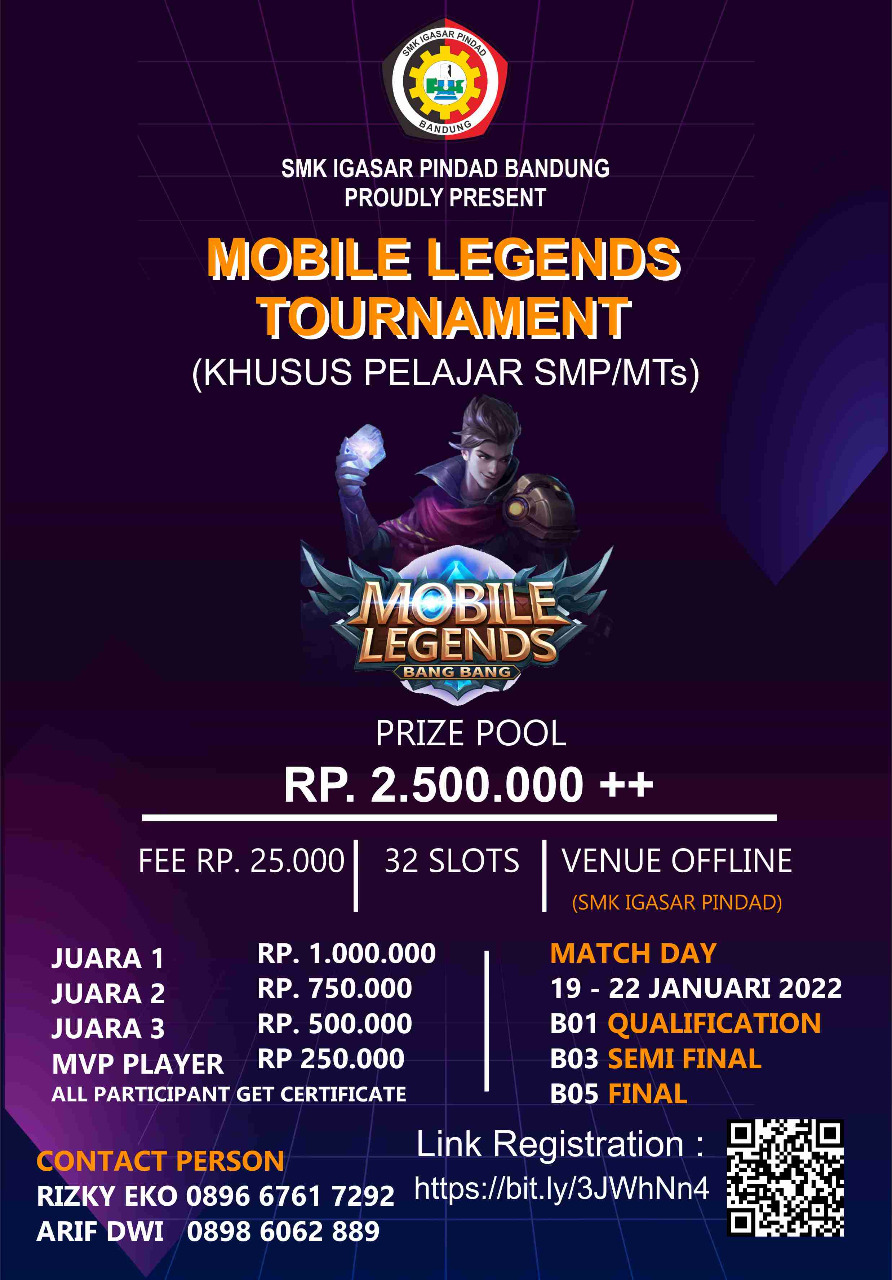 SMK IGASAR PINDAD
BANDUNG
SMK IGASAR PINDAD BANDUNG
PROUDLY PRESENT
MOBILE LEGENDS
TOURNAMENT
(KHUSUS PELAJAR SMP/MTs)
MOBILE
LEGENDS
BANG BANG
PRIZE POOL
RP. 2.500.000 ++
FEE RP. 25.000
32 SLOTS
VENUE OFFLINE
(SMK IGASAR PINDAD)
JUARA 1 RP. 1.000.000
JUARA 2 RP. 750.000
JUARA 3 RP. 500.000
MVP PLAYER RP 250.000
ALL PARTICIPANT GET CERTIFICATE
MATCH DAY
19 - 22 JANUARI 2022
B01 QUALIFICATION
B03 SEMI FINAL
B05 FINAL
CONTACT PERSON
RIZKY EKO 0896 6761 7292
ARIF DWI 0898 6062 889
Link Registration :
https://bit.ly/3JWhNn4